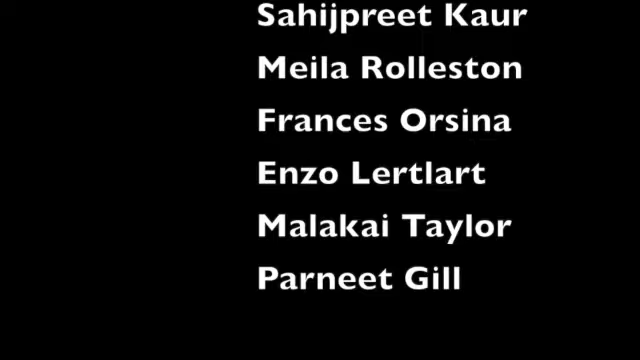 Sahijpreet Kaur
Meila Rolleston
Frances Orsina
Enzo Lertlart
Malakai Taylor
Parneet Gill